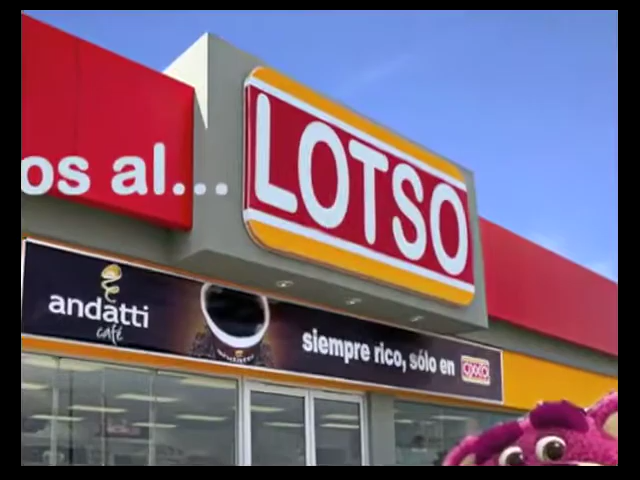 os al...
LOTSO
andatti
café
siempre rico, sólo en
OXXO